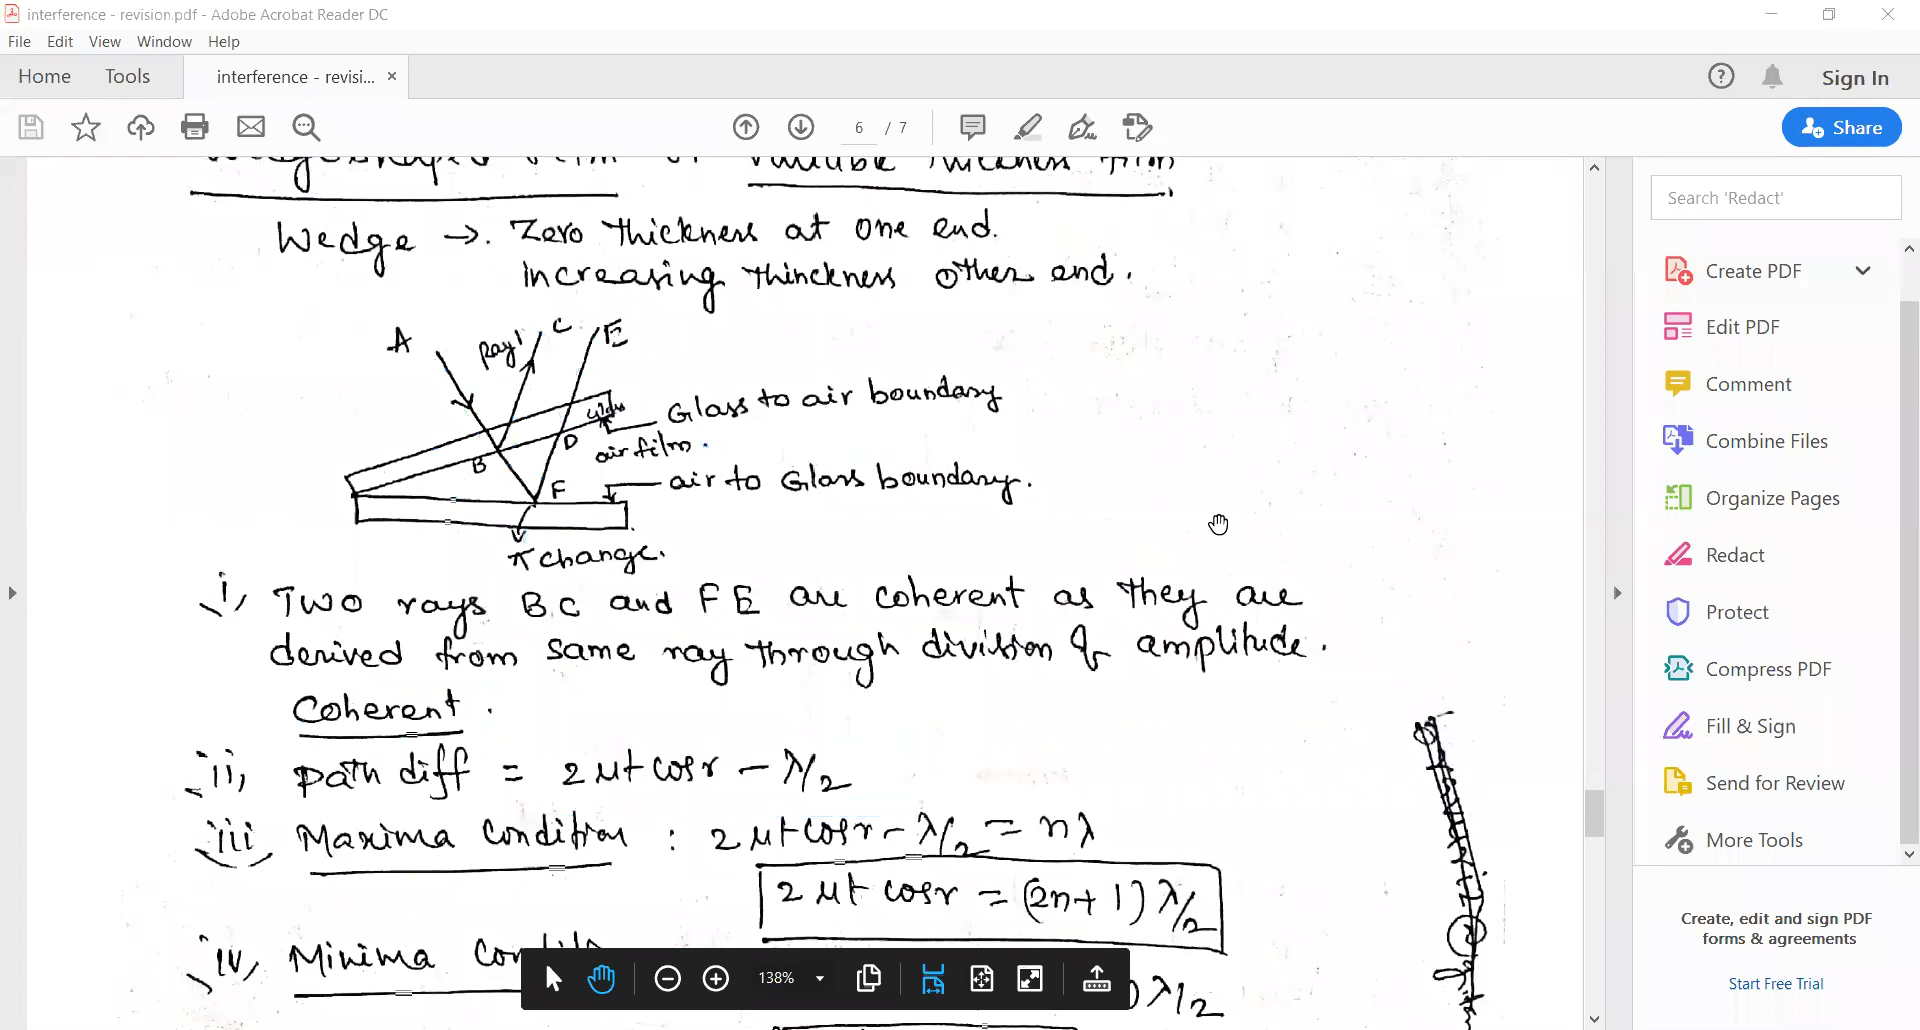 interference - revision.pdf - Adobe Acrobat Reader DC
File Edit View Window Help
Home Tools interference - revisi... × Sign In
6 / 7
Share
film or variable thickness film
Wedge → Zero thickness at one end.
increasing thinckness other end.
A ray1 C E
Glass to air boundary
B D air film
F air to Glass boundary.
π change.
i, Two rays BC and FE are coherent as they are
derived from same ray through division of amplitude.
Coherent.
ii, path diff = 2μt cosr - λ/2
iii, Maxima condition : 2μt cosr - λ/2 = nλ
2μt cosr = (2n+1) λ/2
iv, Minima
λ/2
138%
Search 'Redact'
Create PDF
Edit PDF
Comment
Combine Files
Organize Pages
Redact
Protect
Compress PDF
Fill & Sign
Send for Review
More Tools
Create, edit and sign PDF
forms & agreements
Start Free Trial